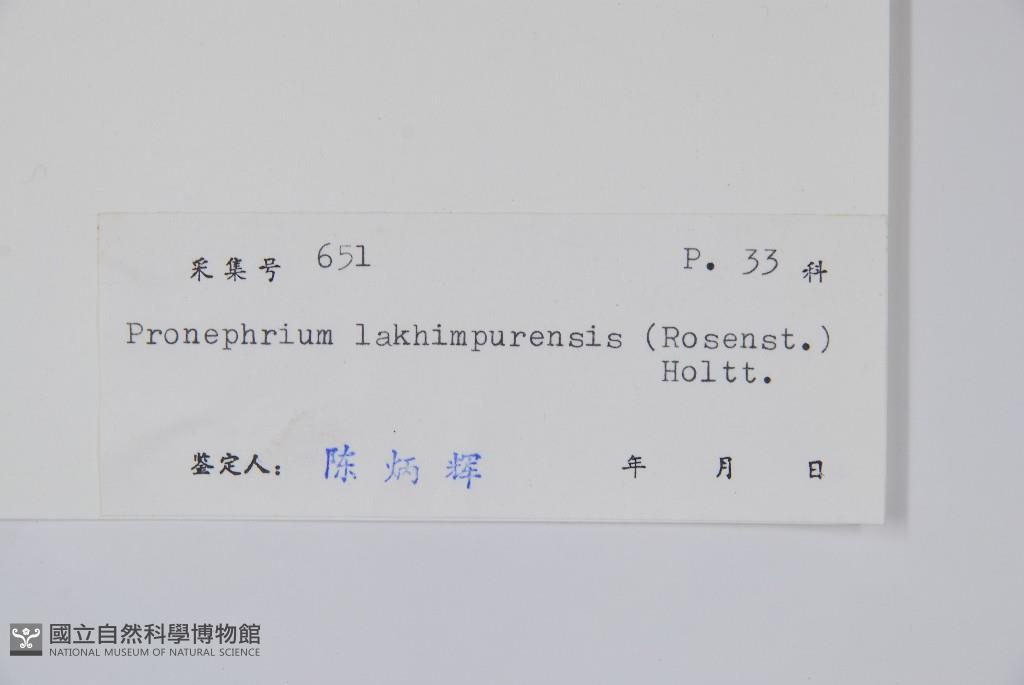 采集号 651 P. 33 科
Pronephrium lakhimpurensis (Rosenst.)
Holtt.
鉴定人: 陈炳辉 年 月 日
國立自然科學博物館
NATIONAL MUSEUM OF NATURAL SCIENCE